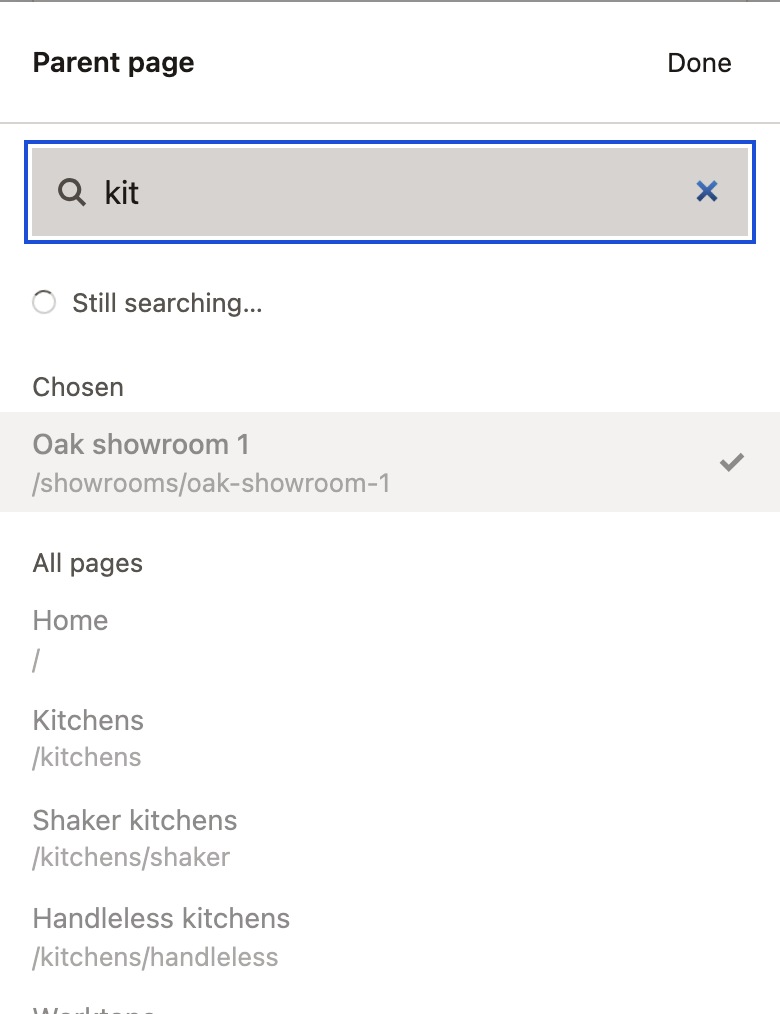 Parent page
Done
kit
Still searching...
Chosen
Oak showroom 1
/showrooms/oak-showroom-1
All pages
Home
/
Kitchens
/kitchens
Shaker kitchens
/kitchens/shaker
Handleless kitchens
/kitchens/handleless